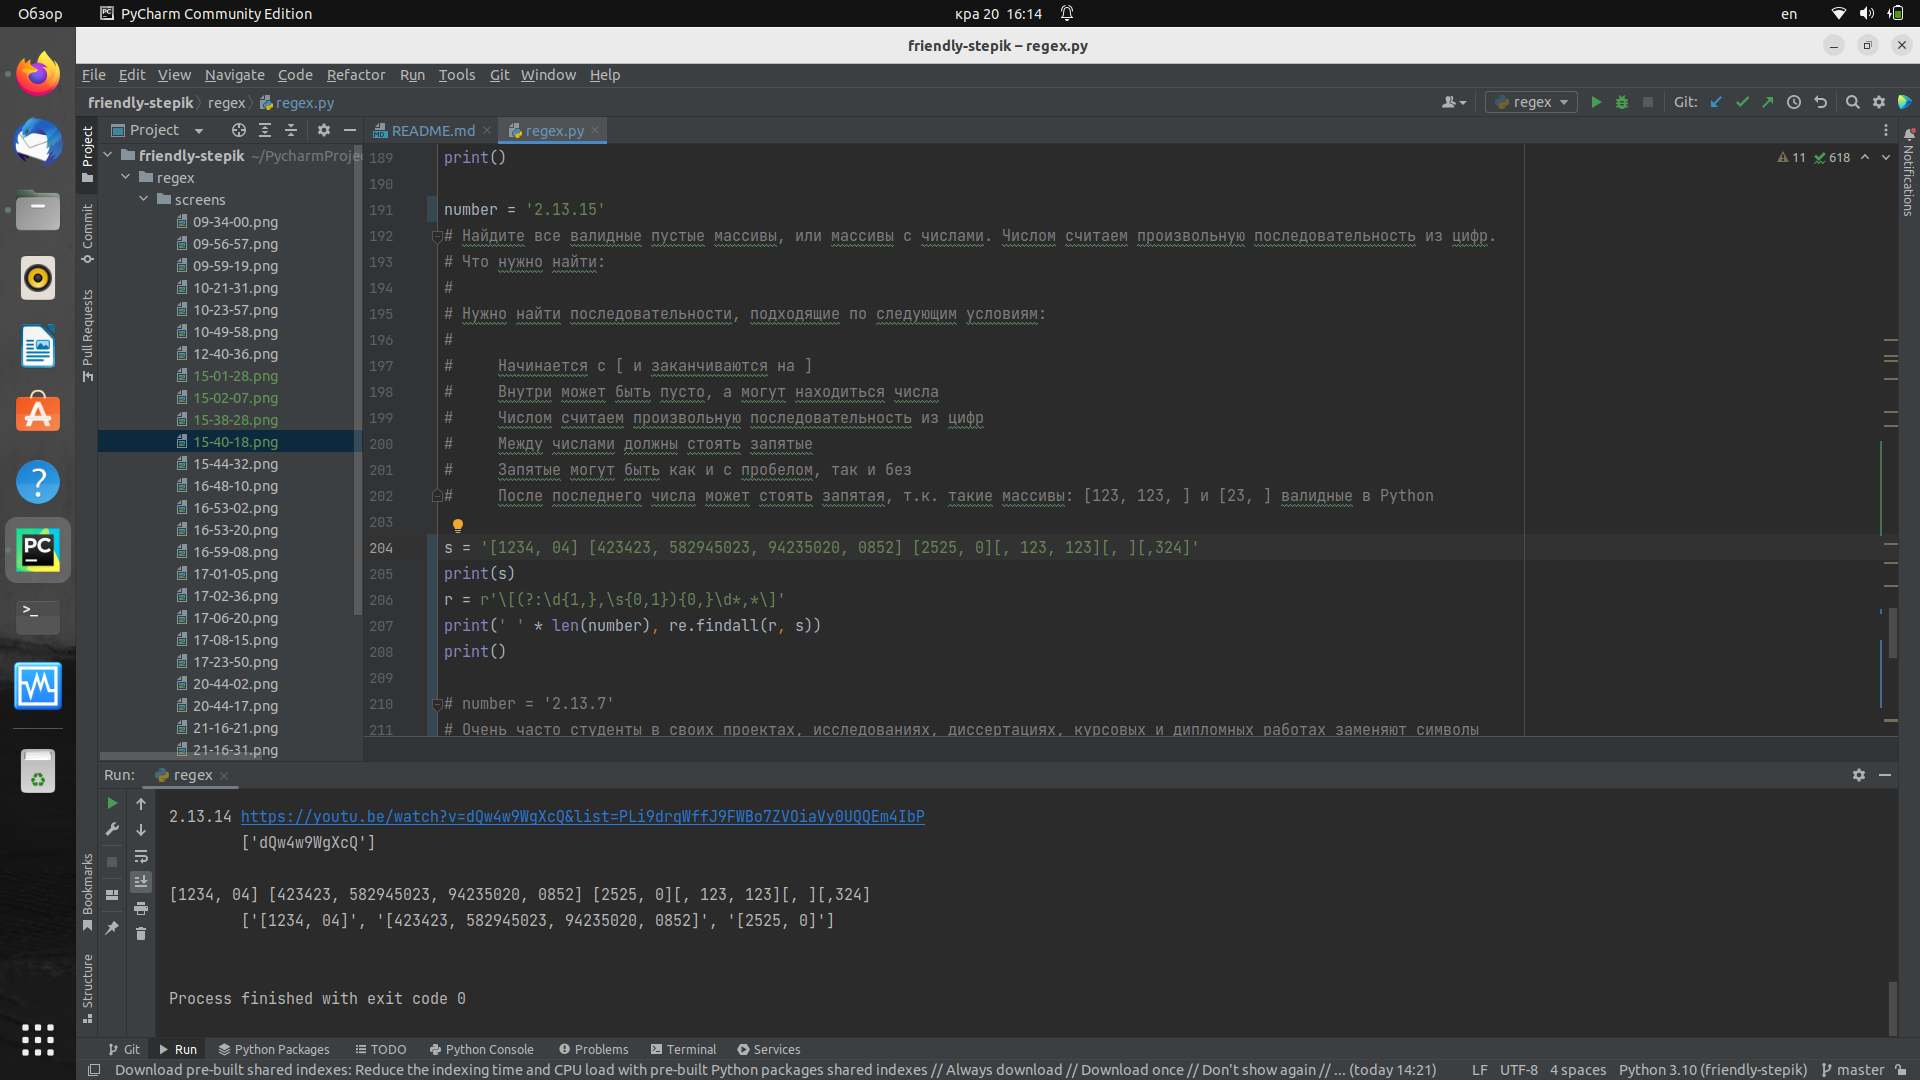 Обзор
PyCharm Community Edition
кра 20 16:14
en
friendly-stepik – regex.py
File Edit View Navigate Code Refactor Run Tools Git Window Help
friendly-stepik regex regex.py
regex
Git:
Project
README.md
regex.py
Project
Commit
Pull Requests
Bookmarks
Structure
Notifications
friendly-stepik ~/PycharmProje
regex
screens
09-34-00.png
09-56-57.png
09-59-19.png
10-21-31.png
10-23-57.png
10-49-58.png
12-40-36.png
15-01-28.png
15-02-07.png
15-38-28.png
15-40-18.png
15-44-32.png
16-48-10.png
16-53-02.png
16-53-20.png
16-59-08.png
17-01-05.png
17-02-36.png
17-06-20.png
17-08-15.png
17-23-50.png
20-44-02.png
20-44-17.png
21-16-21.png
21-16-31.png
11 618
189 print()
190
191 number = '2.13.15'
192 # Найдите все валидные пустые массивы, или массивы с числами. Числом считаем произвольную последовательность из цифр.
193 # Что нужно найти:
194 #
195 # Нужно найти последовательности, подходящие по следующим условиям:
196 #
197 #     Начинается с [ и заканчиваются на ]
198 #     Внутри может быть пусто, а могут находиться числа
199 #     Числом считаем произвольную последовательность из цифр
200 #     Между числами должны стоять запятые
201 #     Запятые могут быть как и с пробелом, так и без
202 #     После последнего числа может стоять запятая, т.к. такие массивы: [123, 123, ] и [23, ] валидные в Python
203
204 s = '[1234, 04] [423423, 582945023, 94235020, 0852] [2525, 0][, 123, 123][, ][,324]'
205 print(s)
206 r = r'\[(?:\d{1,},\s{0,1}){0,}\d*,*\]'
207 print(' ' * len(number), re.findall(r, s))
208 print()
209
210 # number = '2.13.7'
211 # Очень часто студенты в своих проектах, исследованиях, диссертациях, курсовых и дипломных работах заменяют символы
Run: regex
2.13.14 https://youtu.be/watch?v=dQw4w9WgXcQ&list=PLi9drqWffJ9FWBo7ZVOiaVy0UQQEm4IbP
['dQw4w9WgXcQ']
[1234, 04] [423423, 582945023, 94235020, 0852] [2525, 0][, 123, 123][, ][,324]
['[1234, 04]', '[423423, 582945023, 94235020, 0852]', '[2525, 0]']
Process finished with exit code 0
Git Run Python Packages TODO Python Console Problems Terminal Services
Download pre-built shared indexes: Reduce the indexing time and CPU load with pre-built Python packages shared indexes // Always download // Download once // Don't show again // ... (today 14:21)
LF UTF-8 4 spaces Python 3.10 (friendly-stepik) master